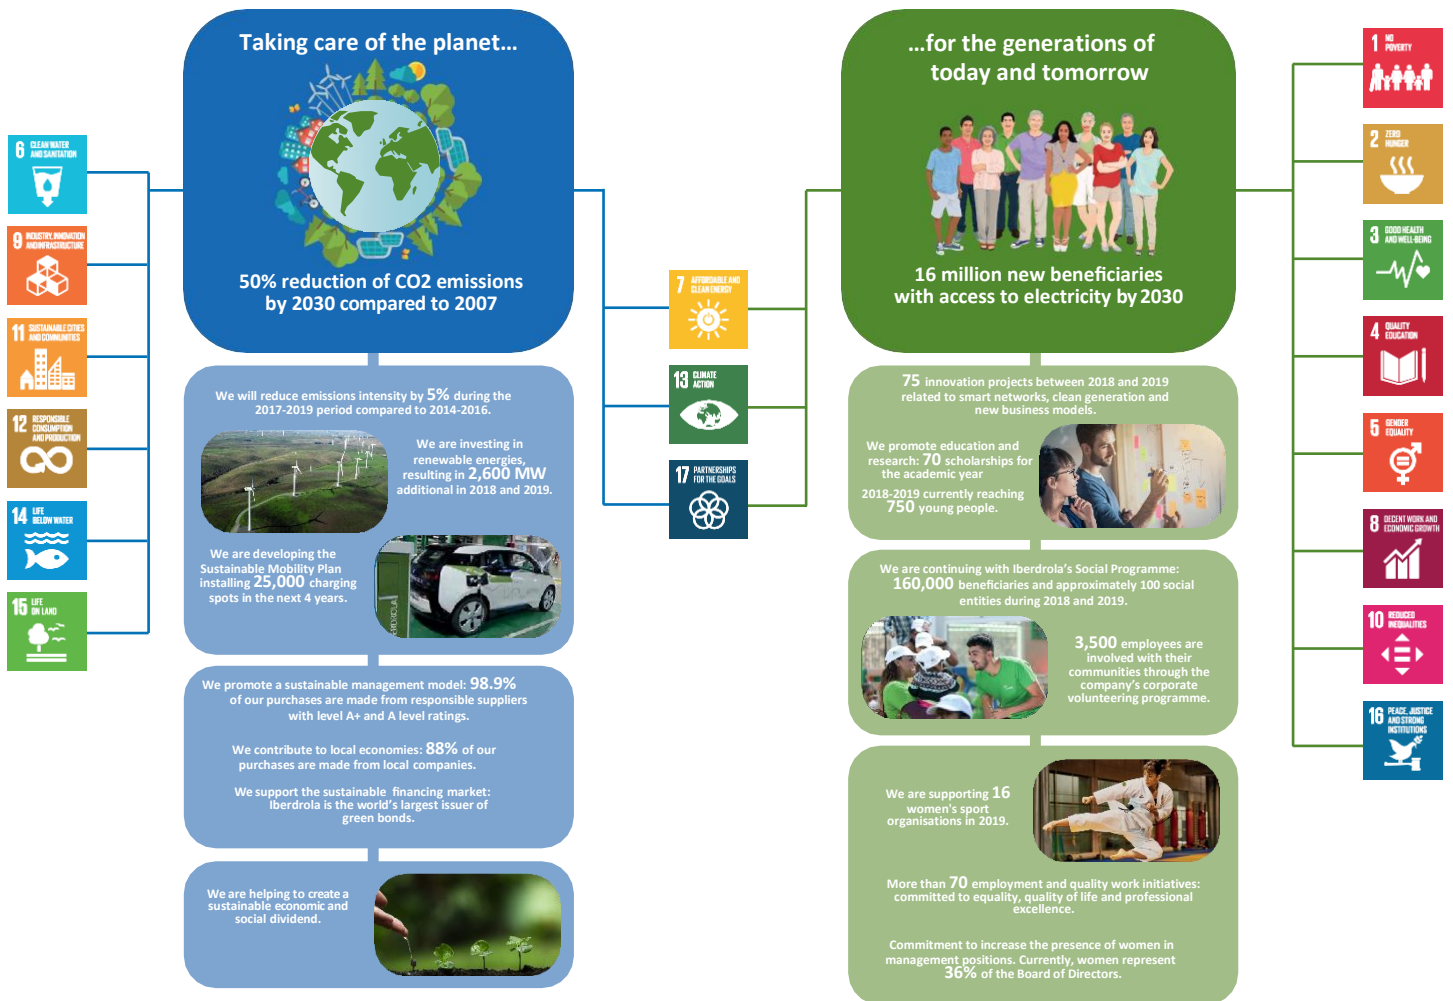 Taking care of the planet...
50% reduction of CO2 emissions
by 2030 compared to 2007
6 CLEAN WATER
AND SANITATION
9 INDUSTRY, INNOVATION
AND INFRASTRUCTURE
11 SUSTAINABLE CITIES
AND COMMUNITIES
12 RESPONSIBLE
CONSUMPTION
AND PRODUCTION
14 LIFE
BELOW WATER
15 LIFE
ON LAND
We will reduce emissions intensity by 5% during the
2017-2019 period compared to 2014-2016.
We are investing in
renewable energies,
resulting in 2,600 MW
additional in 2018 and 2019.
We are developing the
Sustainable Mobility Plan
installing 25,000 charging
spots in the next 4 years.
IBERDROLA
We promote a sustainable management model: 98.9%
of our purchases are made from responsible suppliers
with level A+ and A level ratings.
We contribute to local economies: 88% of our
purchases are made from local companies.
We support the sustainable financing market:
Iberdrola is the world's largest issuer of
green bonds.
We are helping to create a
sustainable economic and
social dividend.
7 AFFORDABLE AND
CLEAN ENERGY
13 CLIMATE
ACTION
17 PARTNERSHIPS
FOR THE GOALS
...for the generations of
today and tomorrow
16 million new beneficiaries
with access to electricity by 2030
75 innovation projects between 2018 and 2019
related to smart networks, clean generation and
new business models.
We promote education and
research: 70 scholarships for
the academic year
2018-2019 currently reaching
750 young people.
We are continuing with Iberdrola's Social Programme:
160,000 beneficiaries and approximately 100 social
entities during 2018 and 2019.
3,500 employees are
involved with their
communities through the
company's corporate
volunteering programme.
We are supporting 16
women's sport
organisations in 2019.
More than 70 employment and quality work initiatives:
committed to equality, quality of life and professional
excellence.
Commitment to increase the presence of women in
management positions. Currently, women represent
36% of the Board of Directors.
1 NO
POVERTY
2 ZERO
HUNGER
3 GOOD HEALTH
AND WELL-BEING
4 QUALITY
EDUCATION
5 GENDER
EQUALITY
8 DECENT WORK AND
ECONOMIC GROWTH
10 REDUCED
INEQUALITIES
16 PEACE, JUSTICE
AND STRONG
INSTITUTIONS